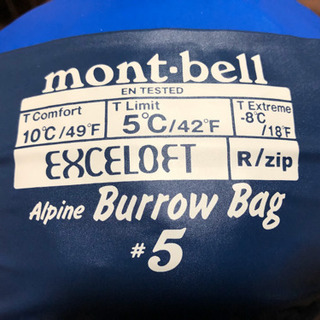 mont·bell
EN TESTED
T Comfort T Limit T Extreme
10°C/49°F 5°C/42°F -8°C/18°F
EXCELOFT R/zip
Alpine Burrow Bag
#5